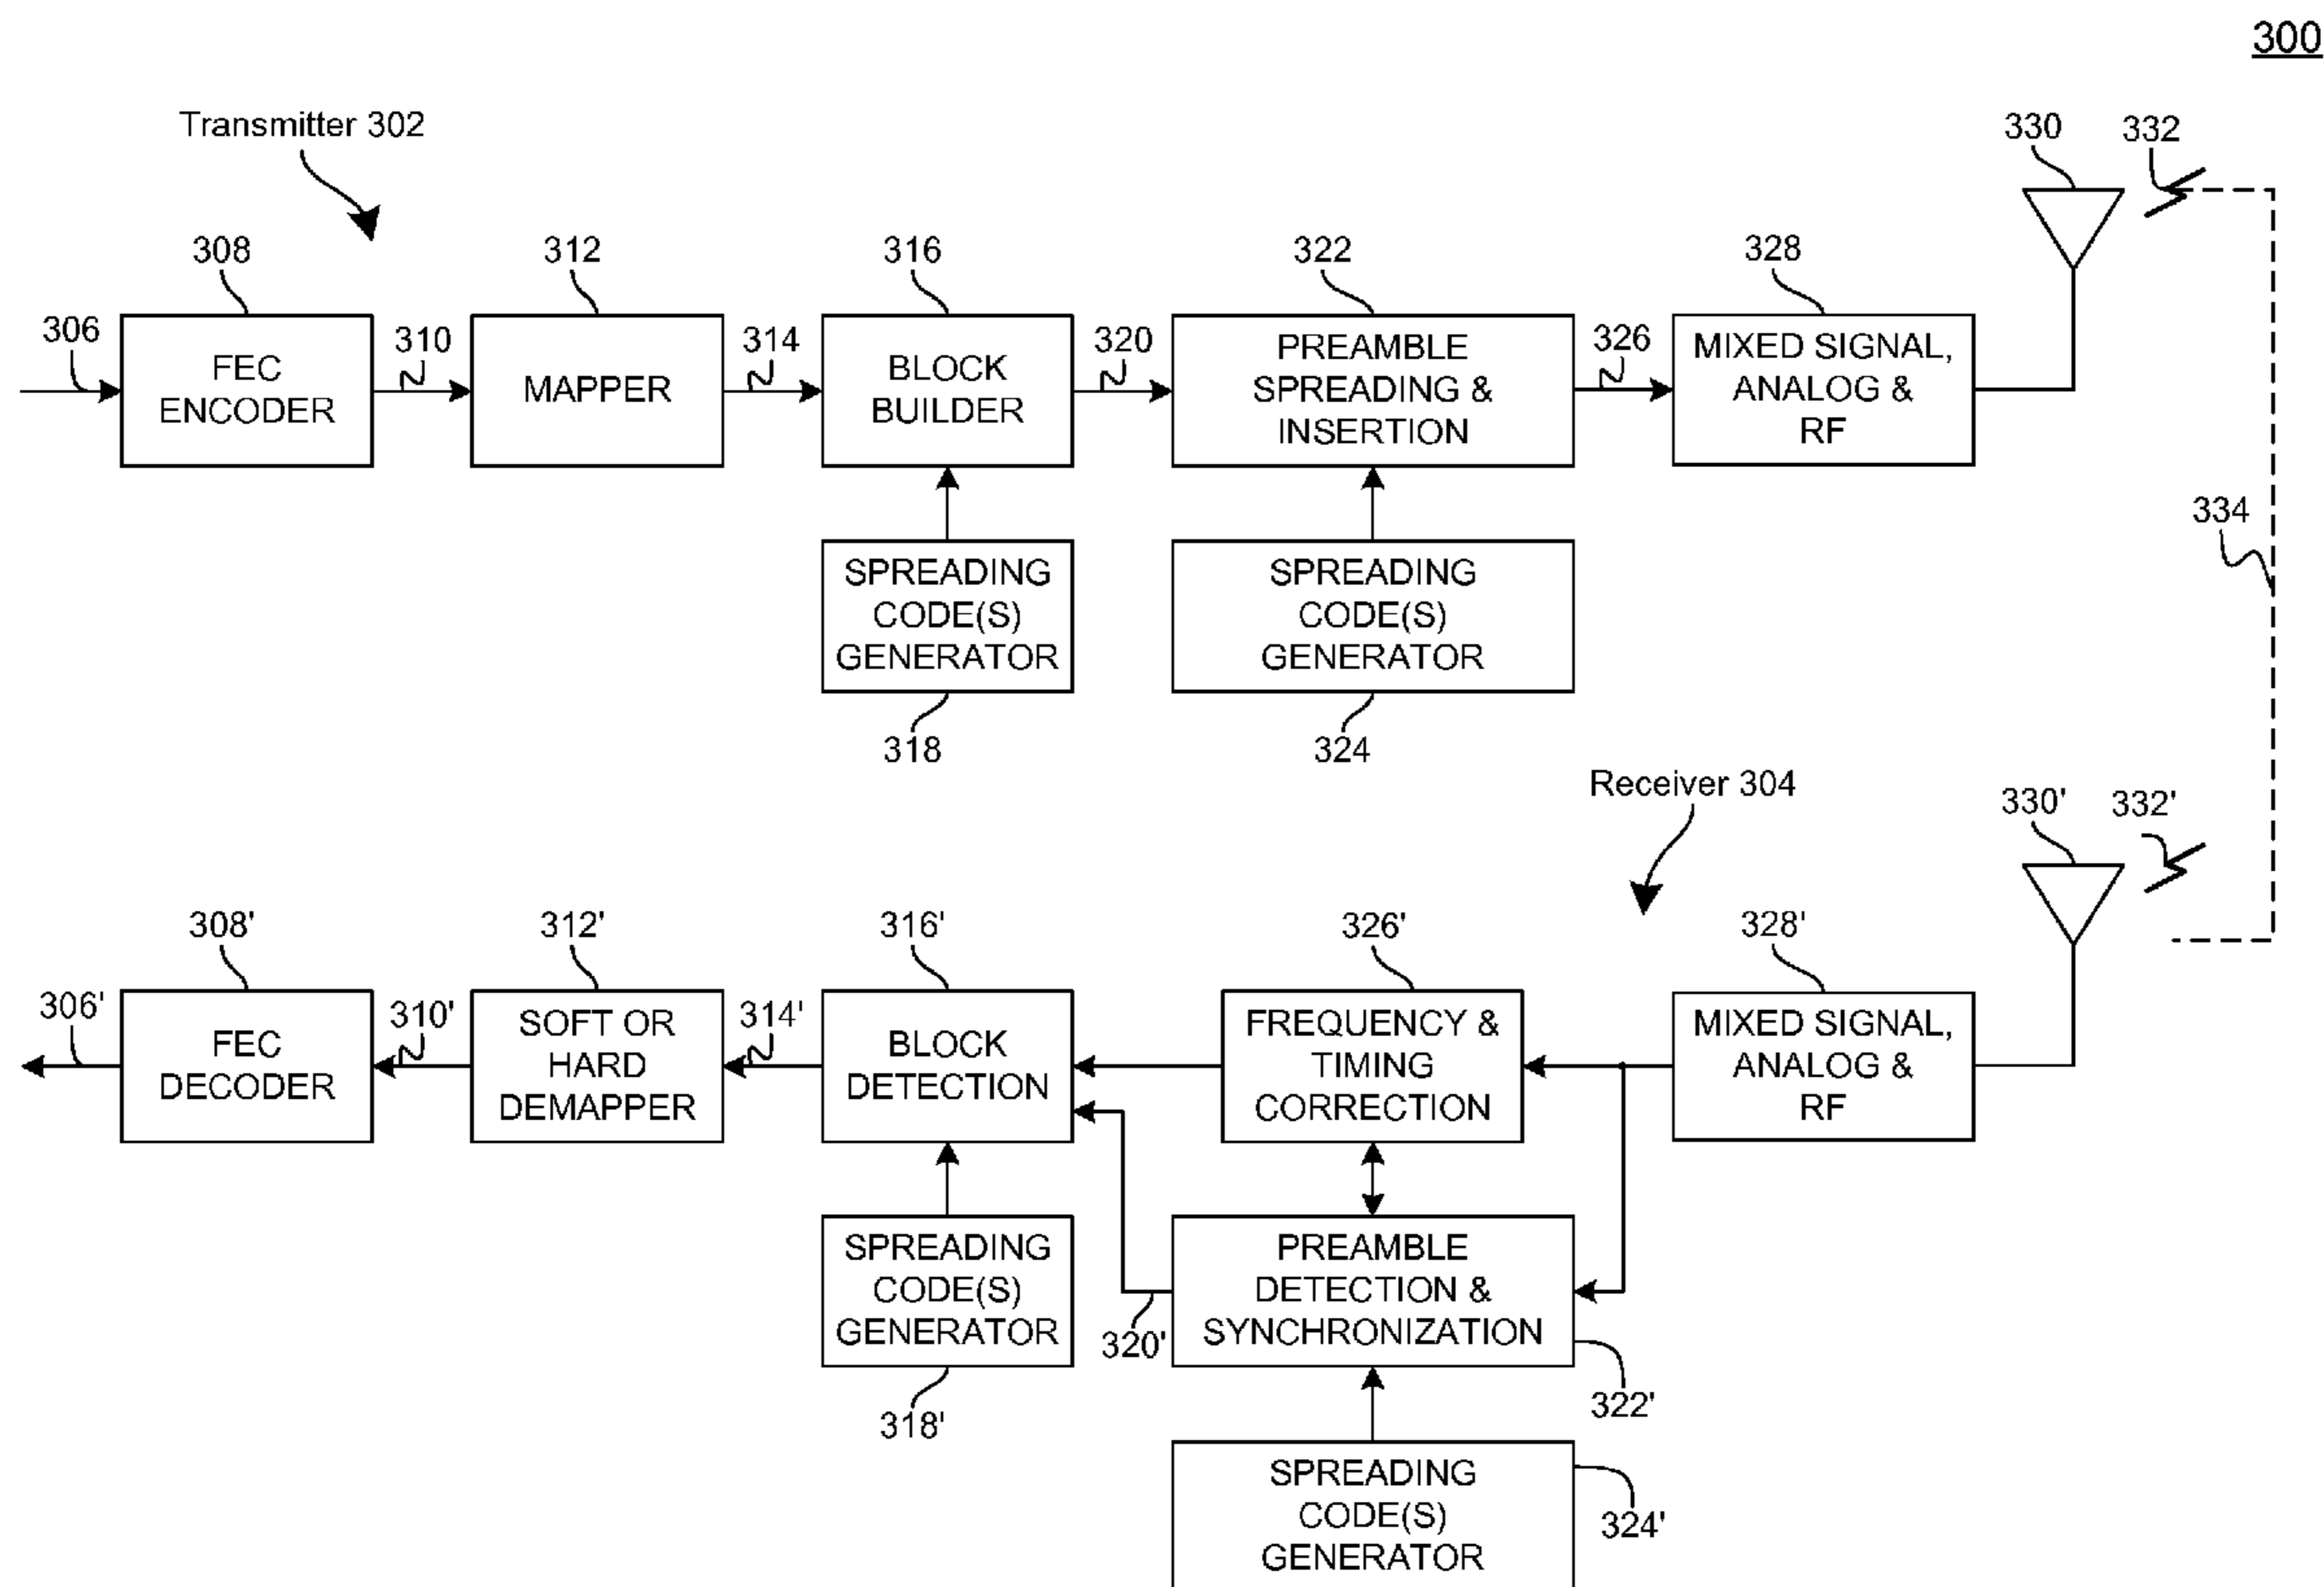 300
Transmitter 302
330
332
308
312
316
322
328
306
310
314
320
326
FEC
ENCODER
MAPPER
BLOCK
BUILDER
PREAMBLE
SPREADING &
INSERTION
MIXED SIGNAL,
ANALOG &
RF
334
SPREADING
CODE(S)
GENERATOR
SPREADING
CODE(S)
GENERATOR
318
324
Receiver 304
330'
332'
308'
312'
316'
326'
328'
306'
310'
314'
FEC
DECODER
SOFT OR
HARD
DEMAPPER
BLOCK
DETECTION
FREQUENCY &
TIMING
CORRECTION
MIXED SIGNAL,
ANALOG &
RF
SPREADING
CODE(S)
GENERATOR
320'
PREAMBLE
DETECTION &
SYNCHRONIZATION
318'
322'
SPREADING
CODE(S)
GENERATOR
324'